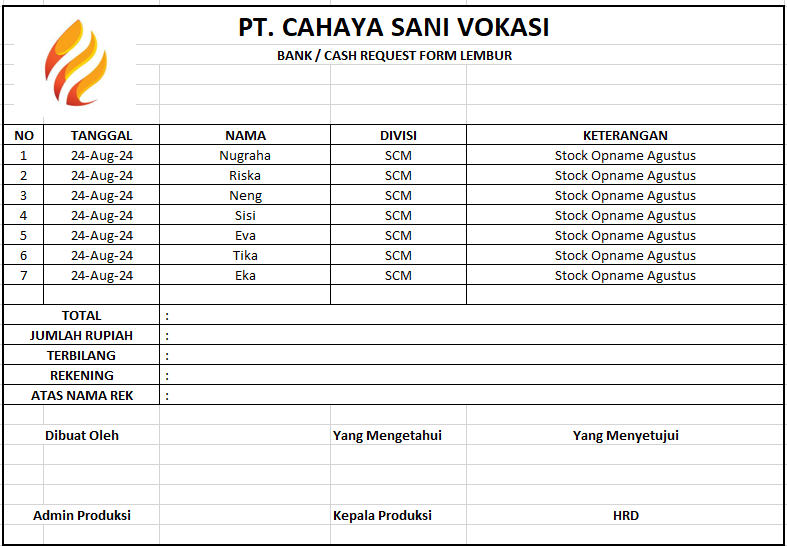 PT. CAHAYA SANI VOKASI
BANK / CASH REQUEST FORM LEMBUR
NO TANGGAL NAMA DIVISI KETERANGAN
1 24-Aug-24 Nugraha SCM Stock Opname Agustus
2 24-Aug-24 Riska SCM Stock Opname Agustus
3 24-Aug-24 Neng SCM Stock Opname Agustus
4 24-Aug-24 Sisi SCM Stock Opname Agustus
5 24-Aug-24 Eva SCM Stock Opname Agustus
6 24-Aug-24 Tika SCM Stock Opname Agustus
7 24-Aug-24 Eka SCM Stock Opname Agustus
TOTAL :
JUMLAH RUPIAH :
TERBILANG :
REKENING :
ATAS NAMA REK :
Dibuat Oleh Yang Mengetahui Yang Menyetujui
Admin Produksi Kepala Produksi HRD